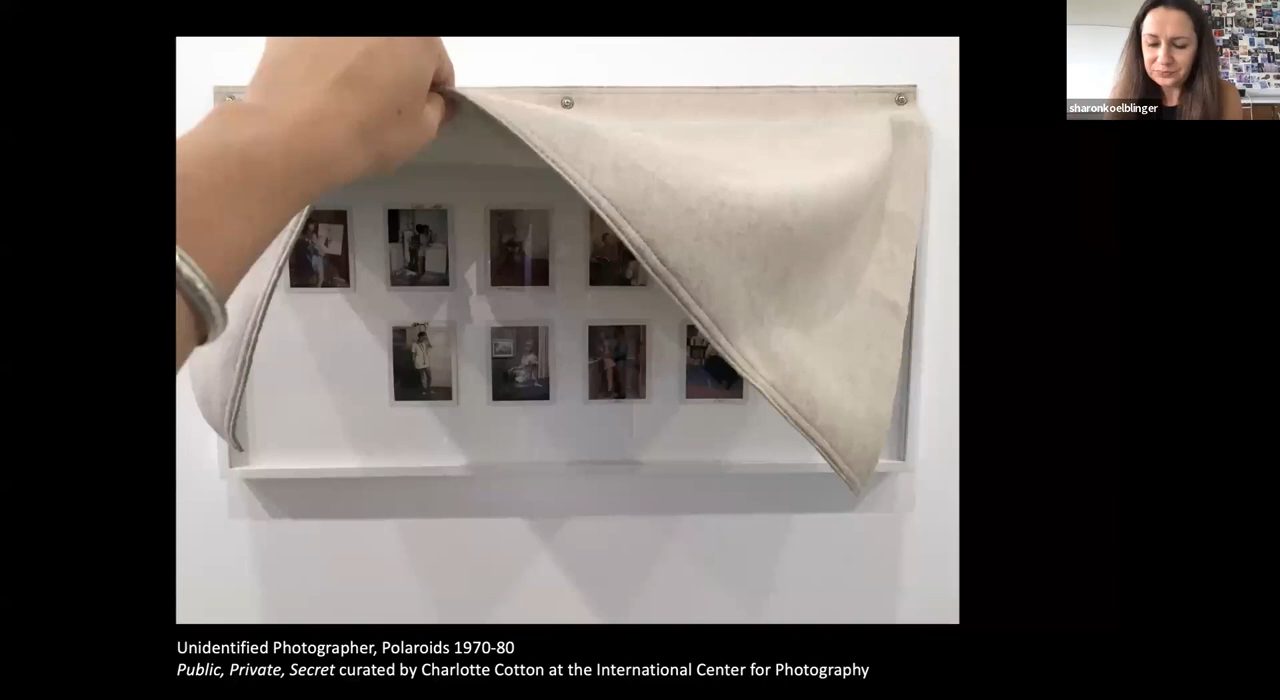 sharonkoelblinger
Unidentified Photographer, Polaroids 1970-80
Public, Private, Secret curated by Charlotte Cotton at the International Center for Photography